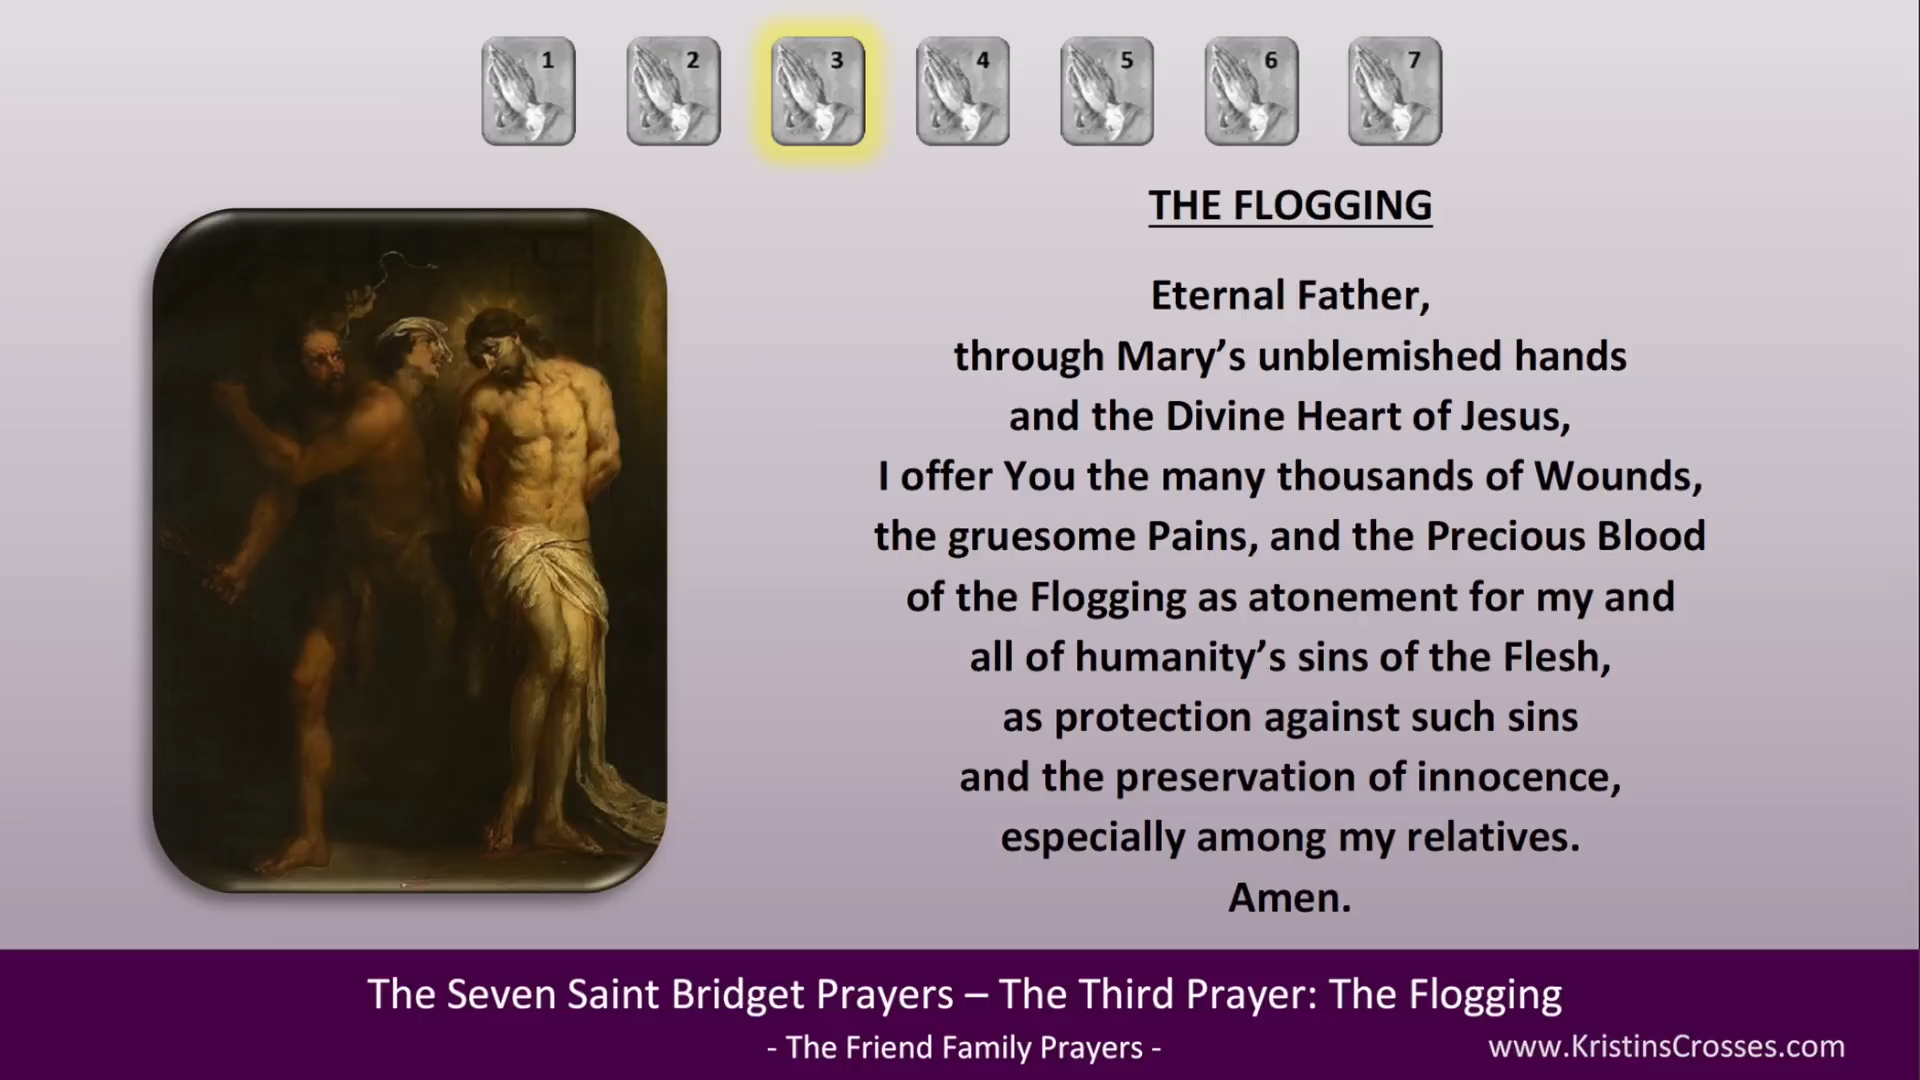 1
2
3
4
5
6
7
THE FLOGGING
Eternal Father,
through Mary’s unblemished hands
and the Divine Heart of Jesus,
I offer You the many thousands of Wounds,
the gruesome Pains, and the Precious Blood
of the Flogging as atonement for my and
all of humanity’s sins of the Flesh,
as protection against such sins
and the preservation of innocence,
especially among my relatives.
Amen.
The Seven Saint Bridget Prayers – The Third Prayer: The Flogging
- The Friend Family Prayers -
www.KristinsCrosses.com